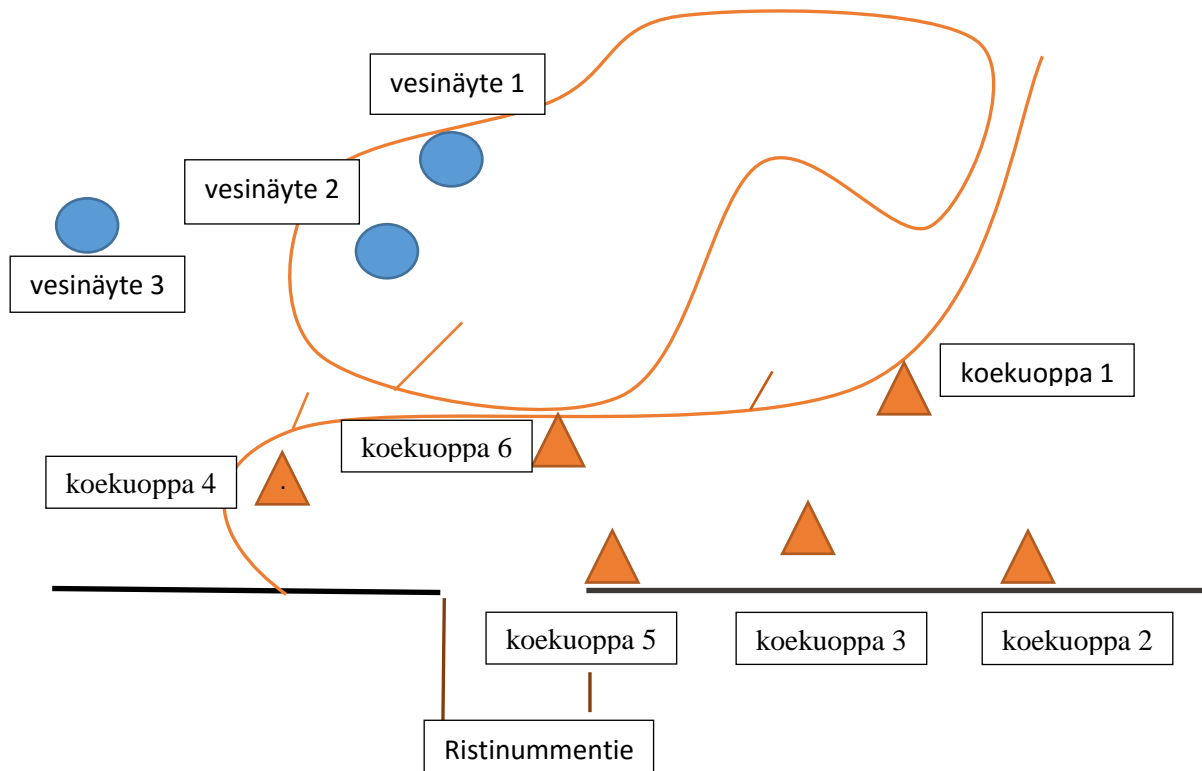 vesinäyte 1
vesinäyte 2
vesinäyte 3
koekuoppa 1
koekuoppa 6
koekuoppa 4
koekuoppa 5
koekuoppa 3
koekuoppa 2
Ristinummentie